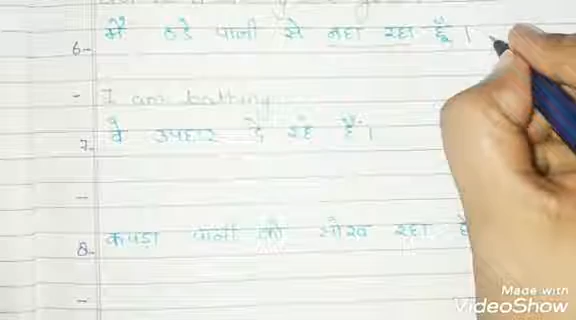 6- मैं ठंडे पानी से नहा रहा हूँ।
- I am bathing
7. वे उपहार दे रहे हैं।
-
8- कपड़ा पानी को सोख रहा है
-
Made with
VideoShow